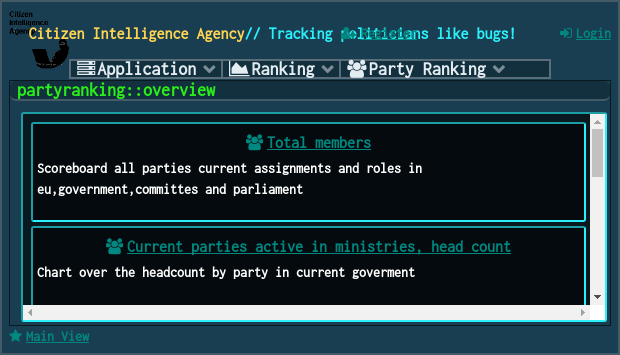 Citizen
Intelligence
Agency
Citizen Intelligence Agency// Tracking politicians like bugs!
Login
Application
Ranking
Party Ranking
partyranking::overview
Total members
Scoreboard all parties current assignments and roles in
eu,government,committes and parliament
Current parties active in ministries, head count
Chart over the headcount by party in current goverment
Main View